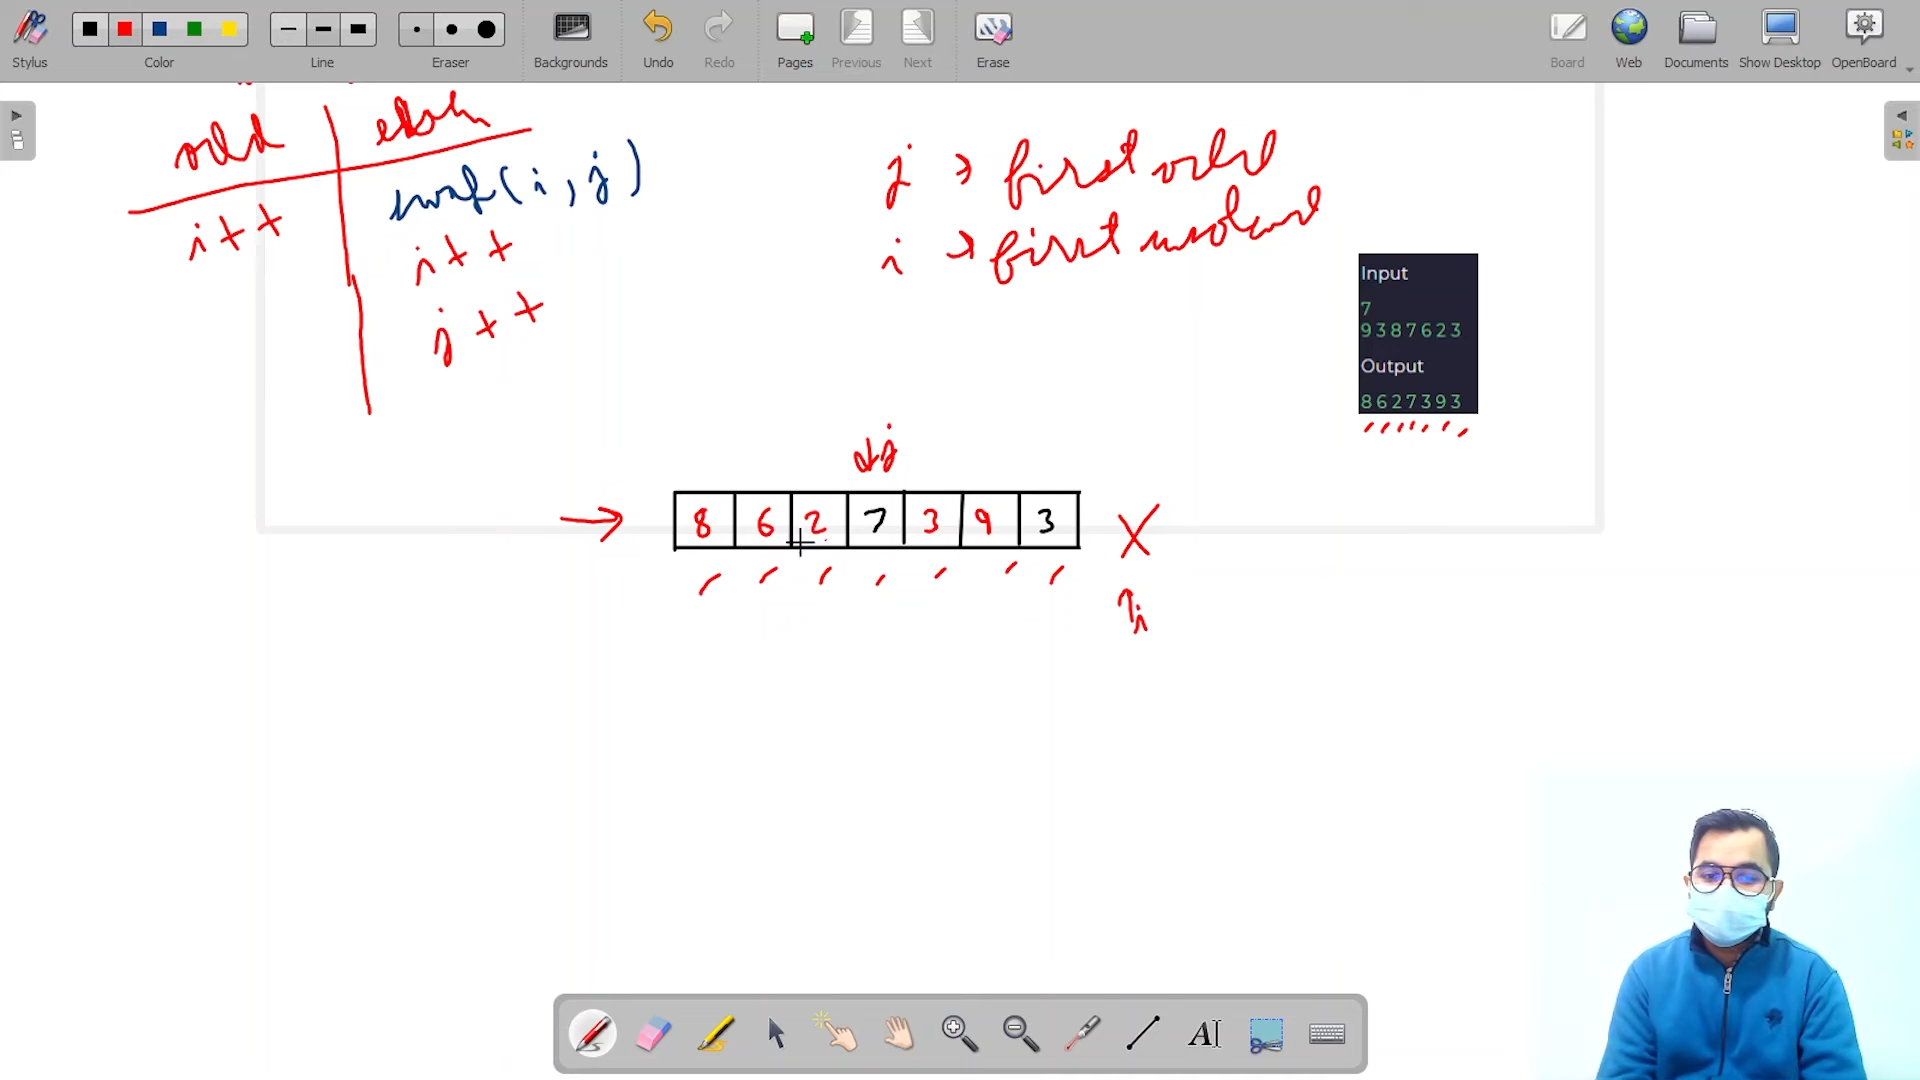 Stylus
Color
Line
Eraser
Backgrounds
Undo
Redo
Pages
Previous
Next
Erase
Board
Web
Documents
Show Desktop
OpenBoard
odd
even
i++
swap(i, j)
i++
j++
j → first odd
i → first unsolved
Input
7
9 3 8 7 6 2 3
Output
8 6 2 7 3 9 3
j
→ 8 6 2 7 3 9 3 X
i
AI